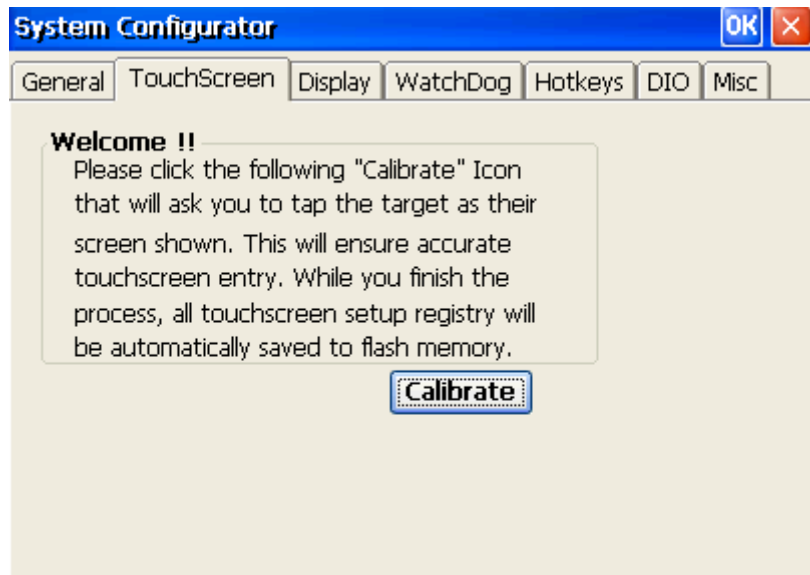 System Configurator OK
General TouchScreen Display WatchDog Hotkeys DIO Misc
Welcome !!
Please click the following "Calibrate" Icon
that will ask you to tap the target as their
screen shown. This will ensure accurate
touchscreen entry. While you finish the
process, all touchscreen setup registry will
be automatically saved to flash memory.
Calibrate